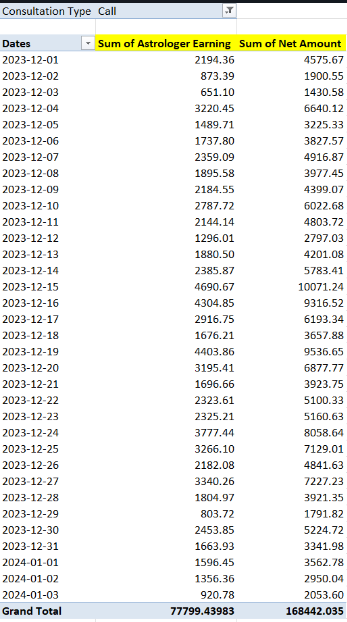 Consultation Type Call
Dates Sum of Astrologer Earning Sum of Net Amount
2023-12-01 2194.36 4575.67
2023-12-02 873.39 1900.55
2023-12-03 651.10 1430.58
2023-12-04 3220.45 6640.12
2023-12-05 1489.71 3225.33
2023-12-06 1737.80 3827.57
2023-12-07 2359.09 4916.87
2023-12-08 1895.58 3977.45
2023-12-09 2184.55 4399.07
2023-12-10 2787.72 6022.68
2023-12-11 2144.14 4803.72
2023-12-12 1296.01 2797.03
2023-12-13 1880.50 4201.08
2023-12-14 2385.87 5783.41
2023-12-15 4690.67 10071.24
2023-12-16 4304.85 9316.52
2023-12-17 2916.75 6193.34
2023-12-18 1676.21 3657.88
2023-12-19 4403.86 9536.65
2023-12-20 3195.41 6877.77
2023-12-21 1696.66 3923.75
2023-12-22 2323.61 5100.33
2023-12-23 2325.21 5160.63
2023-12-24 3777.44 8058.64
2023-12-25 3266.10 7129.01
2023-12-26 2182.08 4841.63
2023-12-27 3340.26 7227.23
2023-12-28 1804.97 3921.35
2023-12-29 803.72 1791.82
2023-12-30 2453.85 5224.72
2023-12-31 1663.93 3341.98
2024-01-01 1596.45 3562.78
2024-01-02 1356.36 2950.04
2024-01-03 920.78 2053.60
Grand Total 77799.43983 168442.035